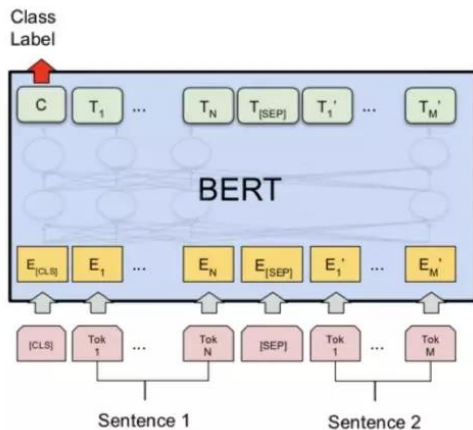 Class
Label
C T1 ... TN T[SEP] T1' ... TM'
BERT
E[CLS] E1 ... EN E[SEP] E1' ... EM'
[CLS] Tok 1 ... Tok N [SEP] Tok 1 ... Tok M
Sentence 1 Sentence 2